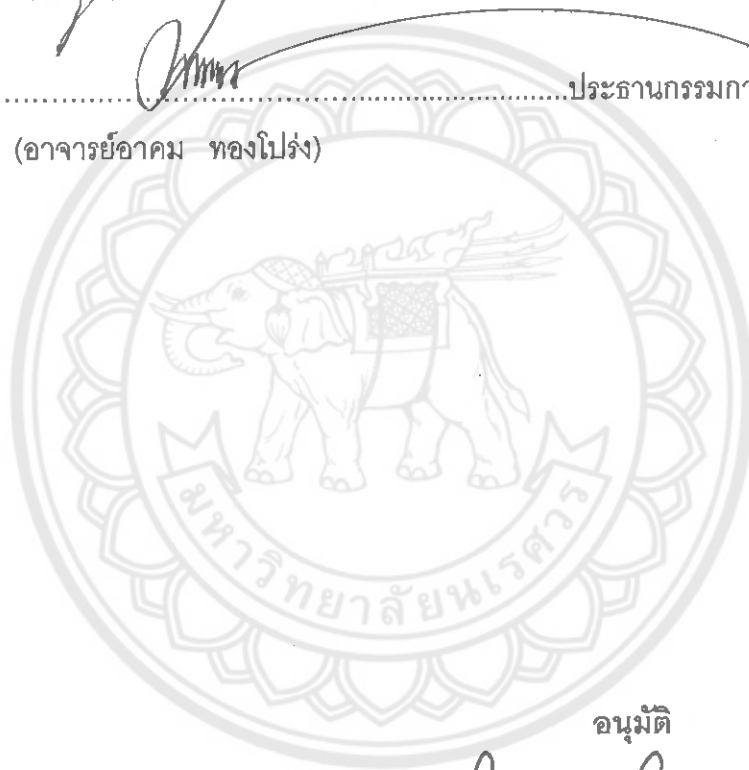 ....................................................................ประธานกรรมกา
(อาจารย์อาคม ทองโปร่ง)
มหาวิทยาลัยนเรศวร
อนุมัติ